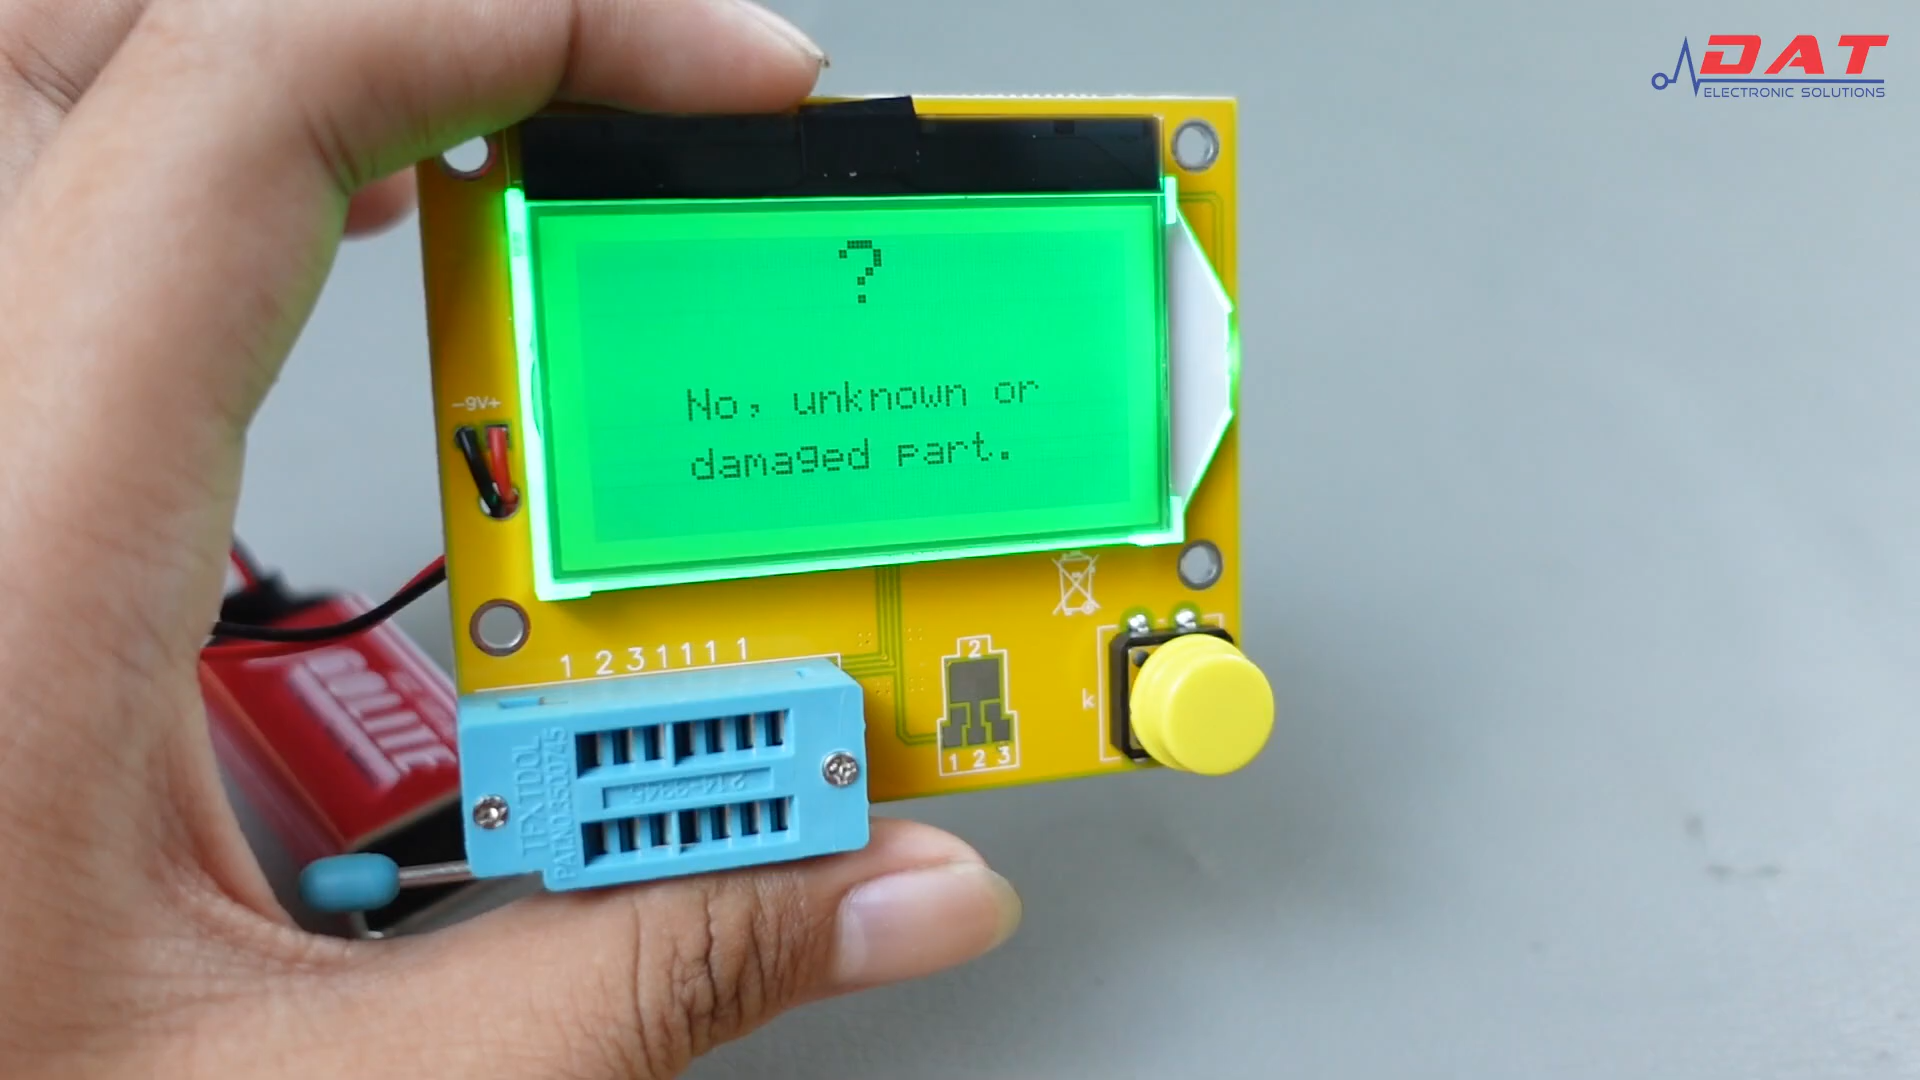 DAT
ELECTRONIC SOLUTIONS
?
No, unknown or
damaged part.
-9V+
1 2 3 1 1 1 1
2
k
1 2 3